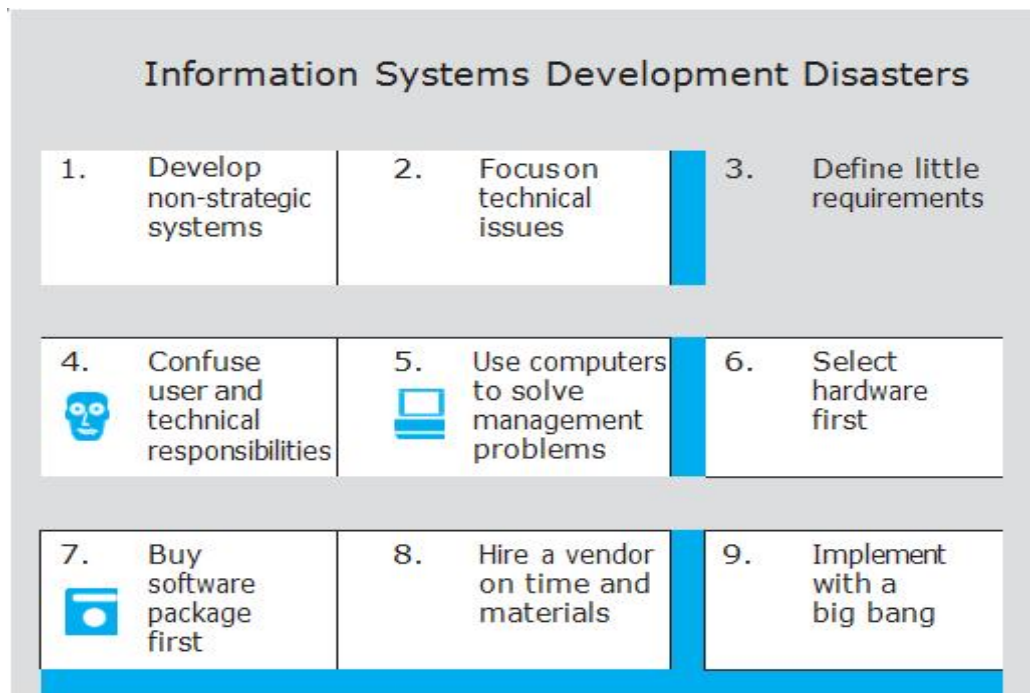 Information Systems Development Disasters
1. Develop
non-strategic
systems
2. Focus on
technical
issues
3. Define little
requirements
4. Confuse
user and
technical
responsibilities
5. Use computers
to solve
management
problems
6. Select
hardware
first
7. Buy
software
package
first
8. Hire a vendor
on time and
materials
9. Implement
with a
big bang